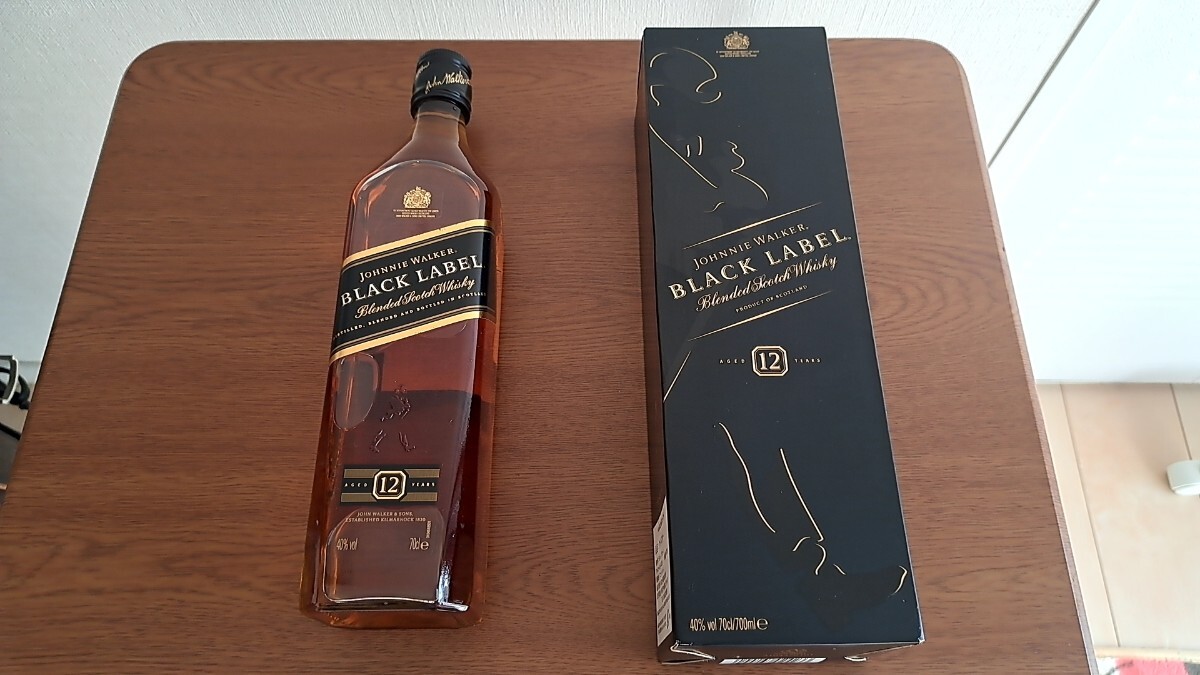 John Walker
JOHNNIE WALKER.
BLACK LABEL.
Blended Scotch Whisky
DISTILLED, BLENDED AND BOTTLED IN SCOTLAND
AGED 12 YEARS
JOHN WALKER & SONS.
ESTABLISHED KILMARNOCK 1820
40% vol 70cl e
JOHNNIE WALKER.
BLACK LABEL.
Blended Scotch Whisky
PRODUCT OF SCOTLAND
AGED 12 YEARS
40% vol 70cl/700ml e